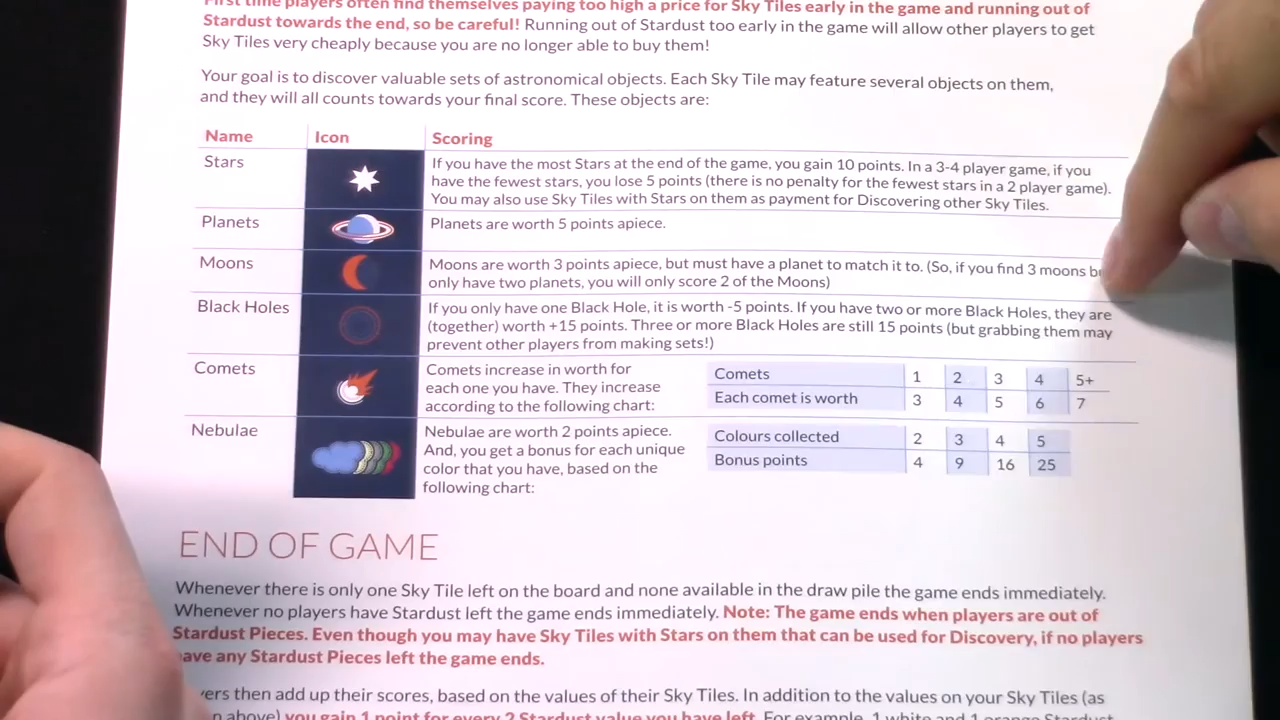 First time players often find themselves paying too high a price for Sky Tiles early in the game and running out of
Stardust towards the end, so be careful! Running out of Stardust too early in the game will allow other players to get
Sky Tiles very cheaply because you are no longer able to buy them!
Your goal is to discover valuable sets of astronomical objects. Each Sky Tile may feature several objects on them,
and they will all counts towards your final score. These objects are:
Name Icon Scoring
Stars
If you have the most Stars at the end of the game, you gain 10 points. In a 3-4 player game, if you
have the fewest stars, you lose 5 points (there is no penalty for the fewest stars in a 2 player game).
You may also use Sky Tiles with Stars on them as payment for Discovering other Sky Tiles.
Planets
Planets are worth 5 points apiece.
Moons
Moons are worth 3 points apiece, but must have a planet to match it to. (So, if you find 3 moons
only have two planets, you will only score 2 of the Moons)
Black Holes
If you only have one Black Hole, it is worth -5 points. If you have two or more Black Holes, they are
(together) worth +15 points. Three or more Black Holes are still 15 points (but grabbing them may
prevent other players from making sets!)
Comets
Comets increase in worth for
each one you have. They increase
according to the following chart:
Comets 1 2 3 4 5+
Each comet is worth 3 4 5 6 7
Nebulae
Nebulae are worth 2 points apiece.
And, you get a bonus for each unique
color that you have, based on the
following chart:
Colours collected 2 3 4 5
Bonus points 4 9 16 25
END OF GAME
Whenever there is only one Sky Tile left on the board and none available in the draw pile the game ends immediately.
Whenever no players have Stardust left the game ends immediately. Note: The game ends when players are out of
Stardust Pieces. Even though you may have Sky Tiles with Stars on them that can be used for Discovery, if no players
ave any Stardust Pieces left the game ends.
yers then add up their scores, based on the values of their Sky Tiles. In addition to the values on your Sky Tiles (as
n above) you gain 1 point for every 2 Stardust value you have left. For example, 1 white and 1 orange Stardust